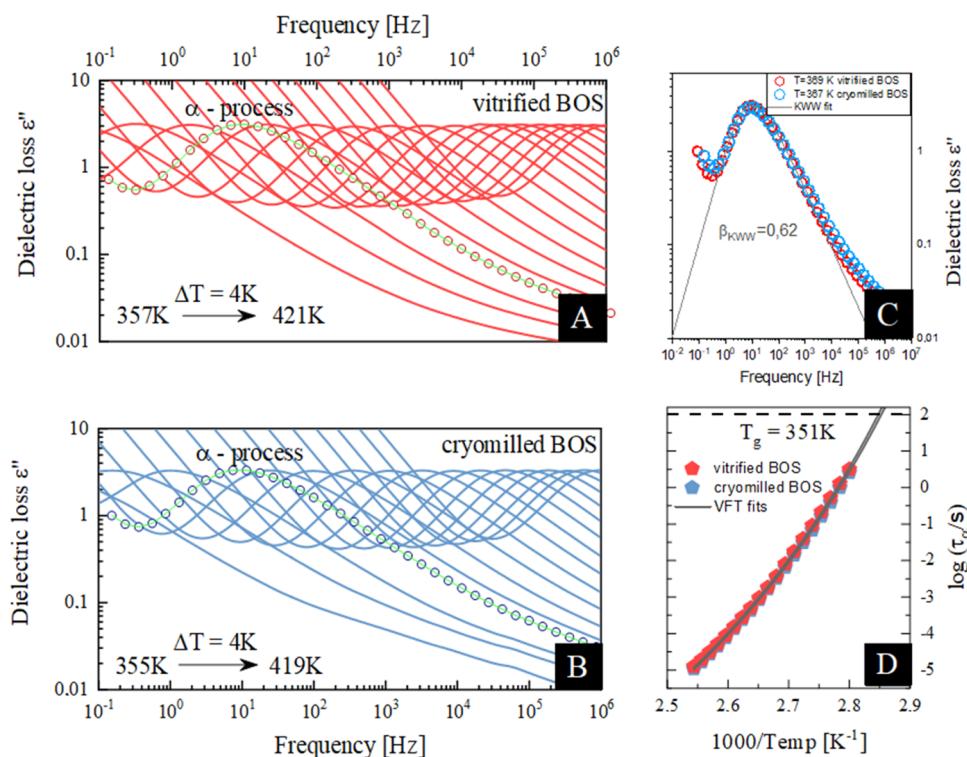 Frequency [Hz]
10⁻¹ 10⁰ 10¹ 10² 10³ 10⁴ 10⁵ 10⁶
Dielectric loss ε"
10
1
0.1
0.01
α - process
vitrified BOS
ΔT = 4K
357K 421K
A
T=369 K vitrified BOS
T=367 K cryomilled BOS
KWW fit
β_KWW=0,62
C
1
0,1
0,01
Dielectric loss ε"
10⁻² 10⁻¹ 10⁰ 10¹ 10² 10³ 10⁴ 10⁵ 10⁶ 10⁷
Frequency [Hz]
Dielectric loss ε"
10
1
0.1
0.01
α - process
cryomilled BOS
ΔT = 4K
355K 419K
B
10⁻¹ 10⁰ 10¹ 10² 10³ 10⁴ 10⁵ 10⁶
Frequency [Hz]
T_g = 351K
vitrified BOS
cryomilled BOS
VFT fits
D
2
1
0
-1
-2
-3
-4
-5
log (τ_α/s)
2.5 2.6 2.7 2.8 2.9
1000/Temp [K⁻¹]